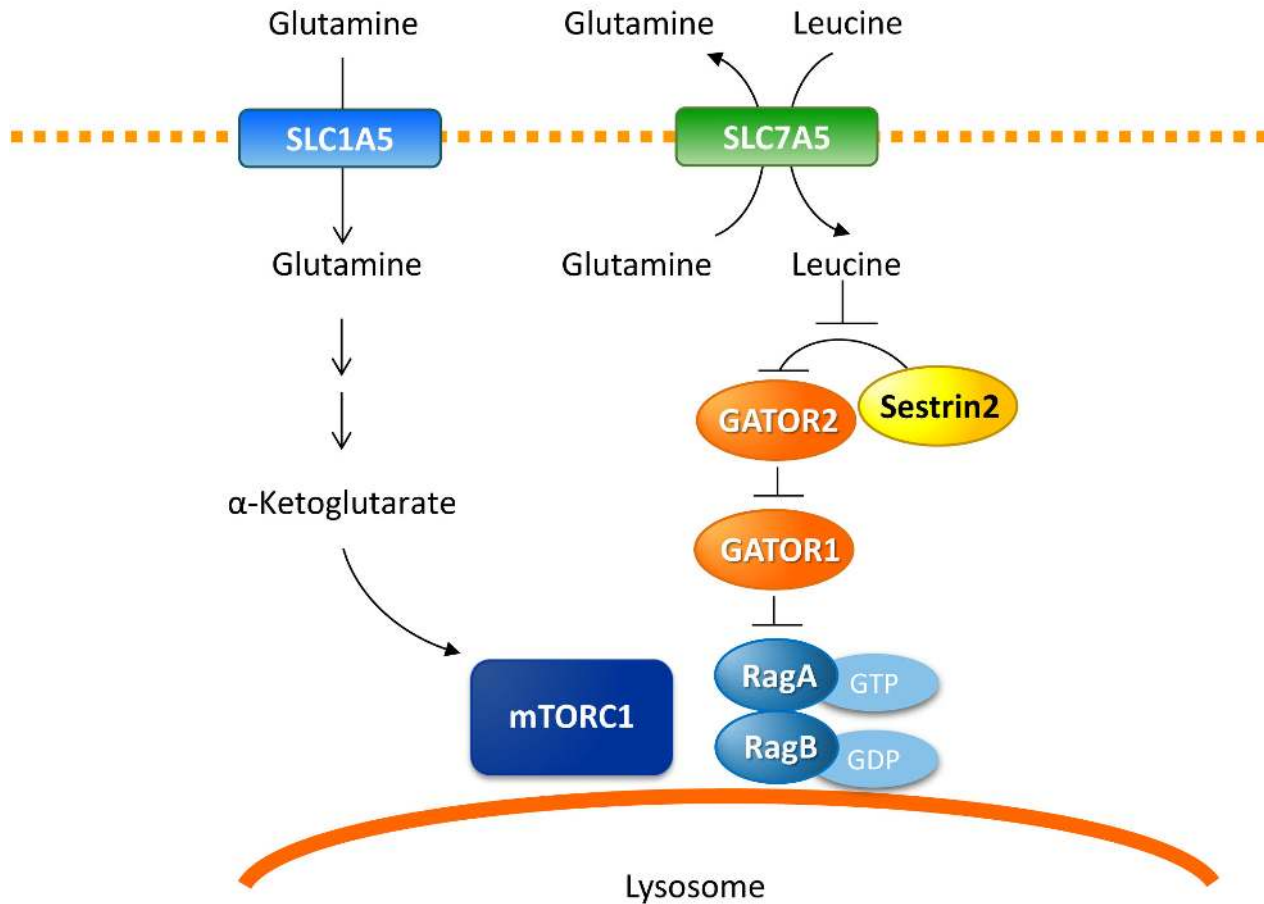 Glutamine
Glutamine
Leucine
SLC1A5
SLC7A5
Glutamine
Glutamine
Leucine
Sestrin2
GATOR2
α-Ketoglutarate
GATOR1
RagA
GTP
mTORC1
RagB
GDP
Lysosome